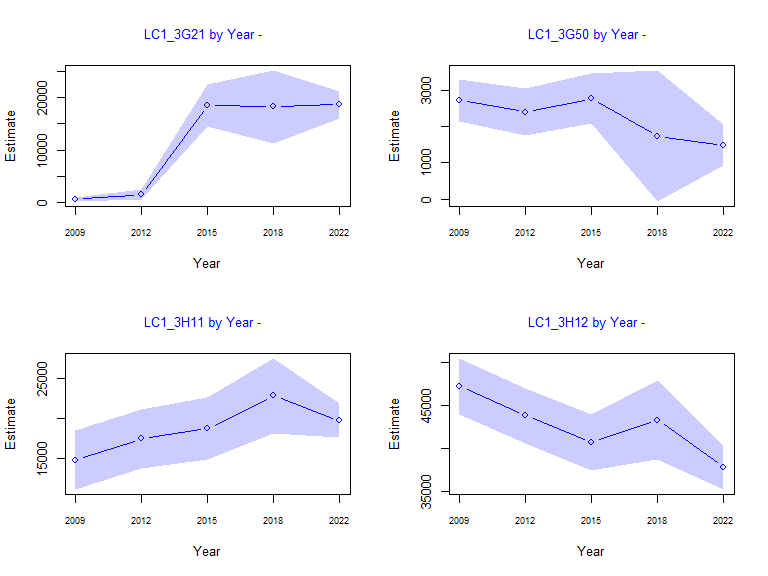 LC1_3G21 by Year -
Estimate
0
10000
20000
2009 2012 2015 2018 2022
Year
LC1_3G50 by Year -
Estimate
0
1000
3000
2009 2012 2015 2018 2022
Year
LC1_3H11 by Year -
Estimate
15000
25000
2009 2012 2015 2018 2022
Year
LC1_3H12 by Year -
Estimate
35000
45000
2009 2012 2015 2018 2022
Year